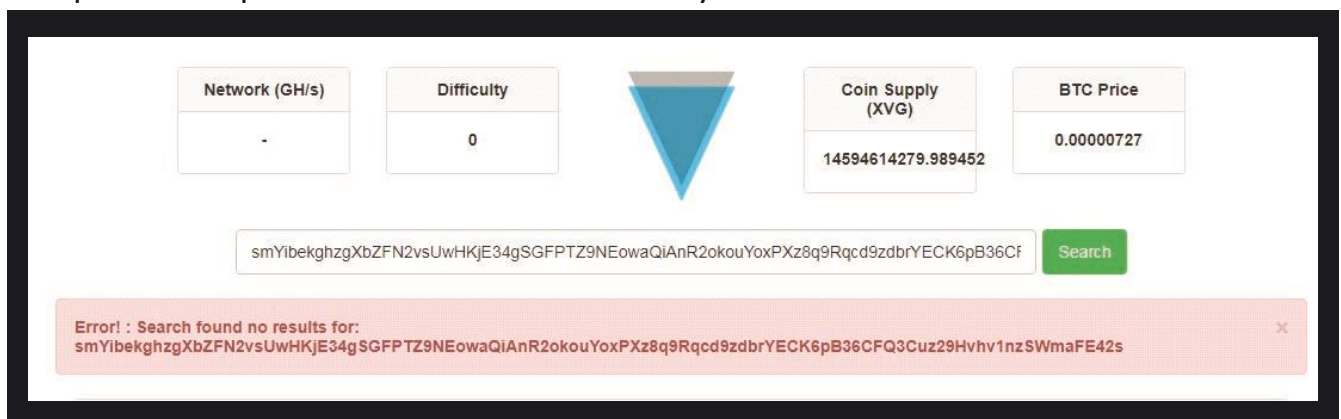 Network (GH/s)
-
Difficulty
0
Coin Supply
(XVG)
14594614279.989452
BTC Price
0.00000727
smYibekghzgXbZFN2vsUwHKjE34gSGFPTZ9NEowaQiAnR2okouYoxPXz8q9Rqcd9zdbrYECK6pB36CF
Search
Error! : Search found no results for:
smYibekghzgXbZFN2vsUwHKjE34gSGFPTZ9NEowaQiAnR2okouYoxPXz8q9Rqcd9zdbrYECK6pB36CFQ3Cuz29Hvhv1nzSWmaFE42s
×